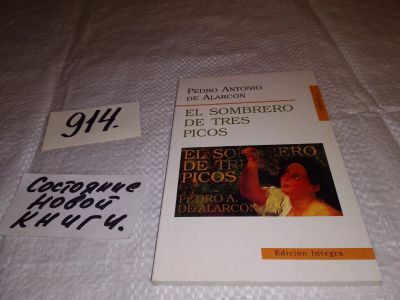 914.
Состояние
новой
книги.
PEDRO ANTONIO
DE ALARCÓN
EL SOMBRERO
DE TRES
PICOS
EL SOMBRERO
DE TRES
PICOS
PEDRO A.
DE ALARCÓN
Edición Integra